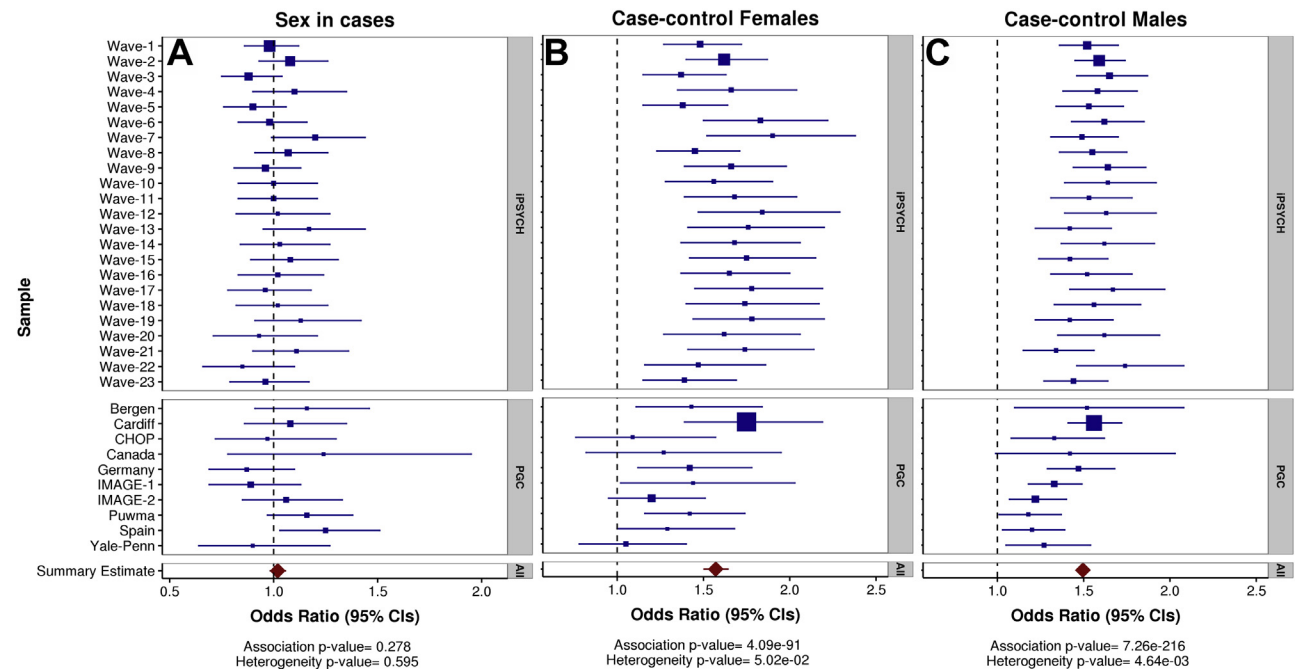 Sex in cases
Case-control Females
Case-control Males
A
B
C
Sample
Wave-1
Wave-2
Wave-3
Wave-4
Wave-5
Wave-6
Wave-7
Wave-8
Wave-9
Wave-10
Wave-11
Wave-12
Wave-13
Wave-14
Wave-15
Wave-16
Wave-17
Wave-18
Wave-19
Wave-20
Wave-21
Wave-22
Wave-23
iPSYCH
iPSYCH
iPSYCH
Bergen
Cardiff
CHOP
Canada
Germany
IMAGE-1
IMAGE-2
Puwma
Spain
Yale-Penn
PGC
PGC
PGC
Summary Estimate
All
All
All
0.5 1.0 1.5 2.0
1.0 1.5 2.0 2.5
1.0 1.5 2.0 2.5
Odds Ratio (95% CIs)
Odds Ratio (95% CIs)
Odds Ratio (95% CIs)
Association p-value= 0.278
Heterogeneity p-value= 0.595
Association p-value= 4.09e-91
Heterogeneity p-value= 5.02e-02
Association p-value= 7.26e-216
Heterogeneity p-value= 4.64e-03